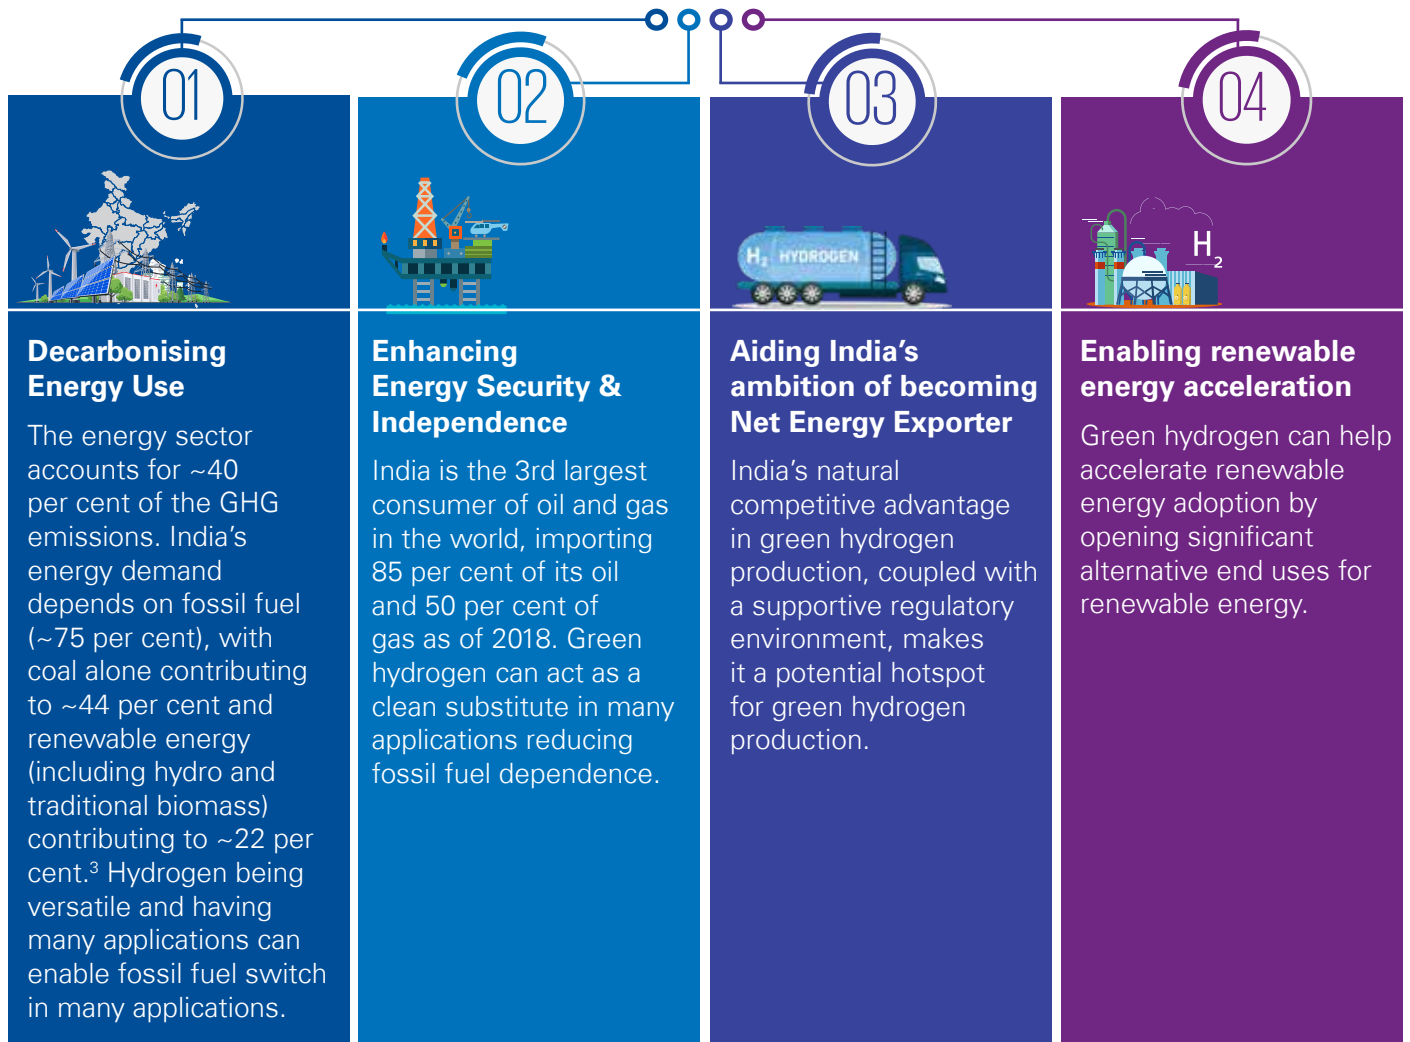 01
02
03
04
H2 HYDROGEN
H2
Decarbonising
Energy Use
The energy sector
accounts for ~40
per cent of the GHG
emissions. India’s
energy demand
depends on fossil fuel
(~75 per cent), with
coal alone contributing
to ~44 per cent and
renewable energy
(including hydro and
traditional biomass)
contributing to ~22 per
cent.³ Hydrogen being
versatile and having
many applications can
enable fossil fuel switch
in many applications.
Enhancing
Energy Security &
Independence
India is the 3rd largest
consumer of oil and gas
in the world, importing
85 per cent of its oil
and 50 per cent of
gas as of 2018. Green
hydrogen can act as a
clean substitute in many
applications reducing
fossil fuel dependence.
Aiding India’s
ambition of becoming
Net Energy Exporter
India’s natural
competitive advantage
in green hydrogen
production, coupled with
a supportive regulatory
environment, makes
it a potential hotspot
for green hydrogen
production.
Enabling renewable
energy acceleration
Green hydrogen can help
accelerate renewable
energy adoption by
opening significant
alternative end uses for
renewable energy.